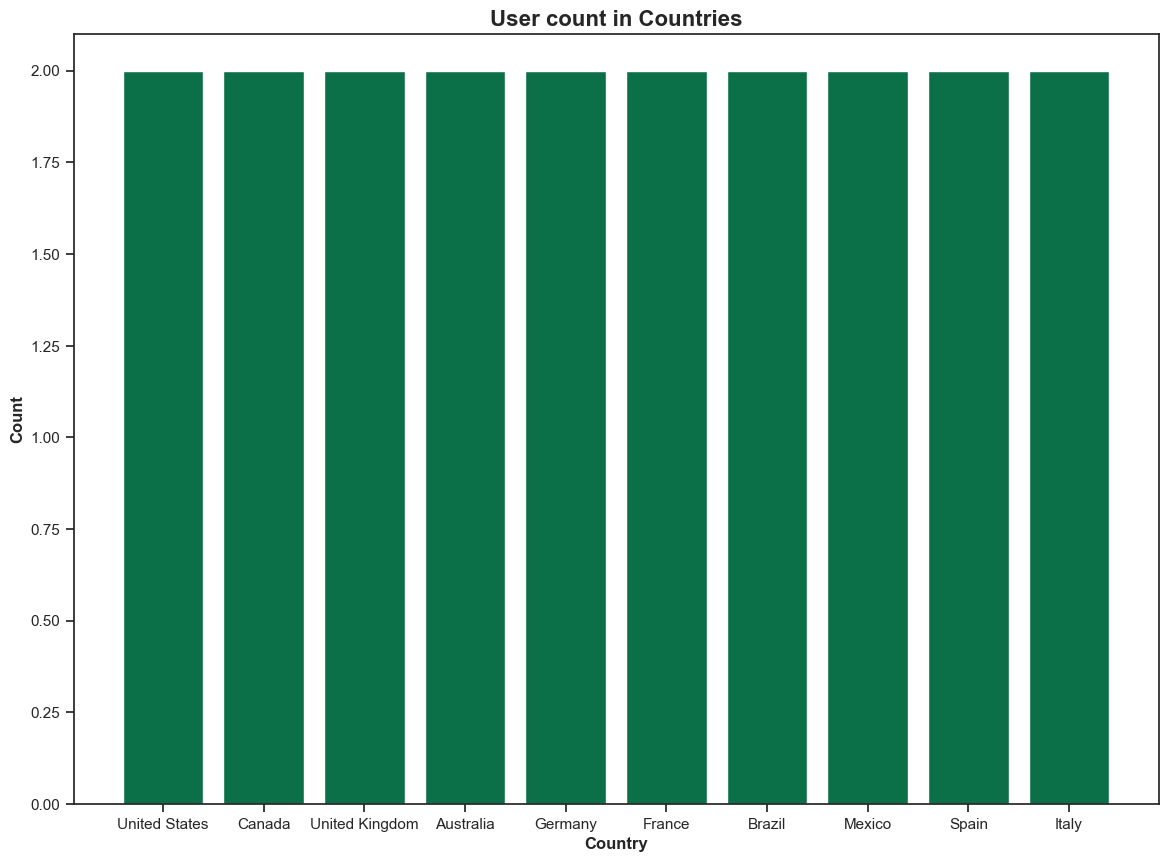 User count in Countries
Count
2.00
1.75
1.50
1.25
1.00
0.75
0.50
0.25
0.00
United States Canada United Kingdom Australia Germany France Brazil Mexico Spain Italy
Country